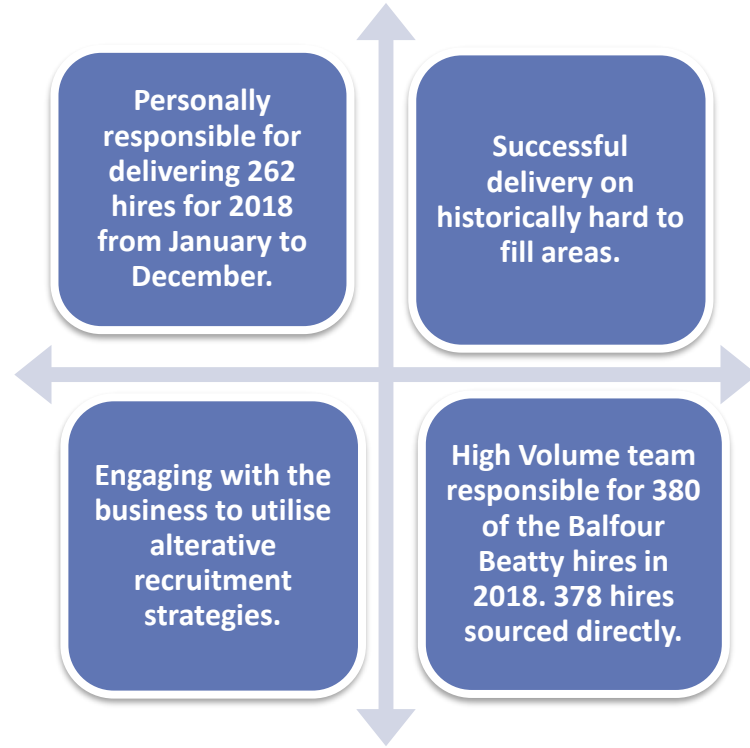 Personally
responsible for
delivering 262
hires for 2018
from January to
December.
Successful
delivery on
historically hard to
fill areas.
Engaging with the
business to utilise
alterative
recruitment
strategies.
High Volume team
responsible for 380
of the Balfour
Beatty hires in
2018. 378 hires
sourced directly.